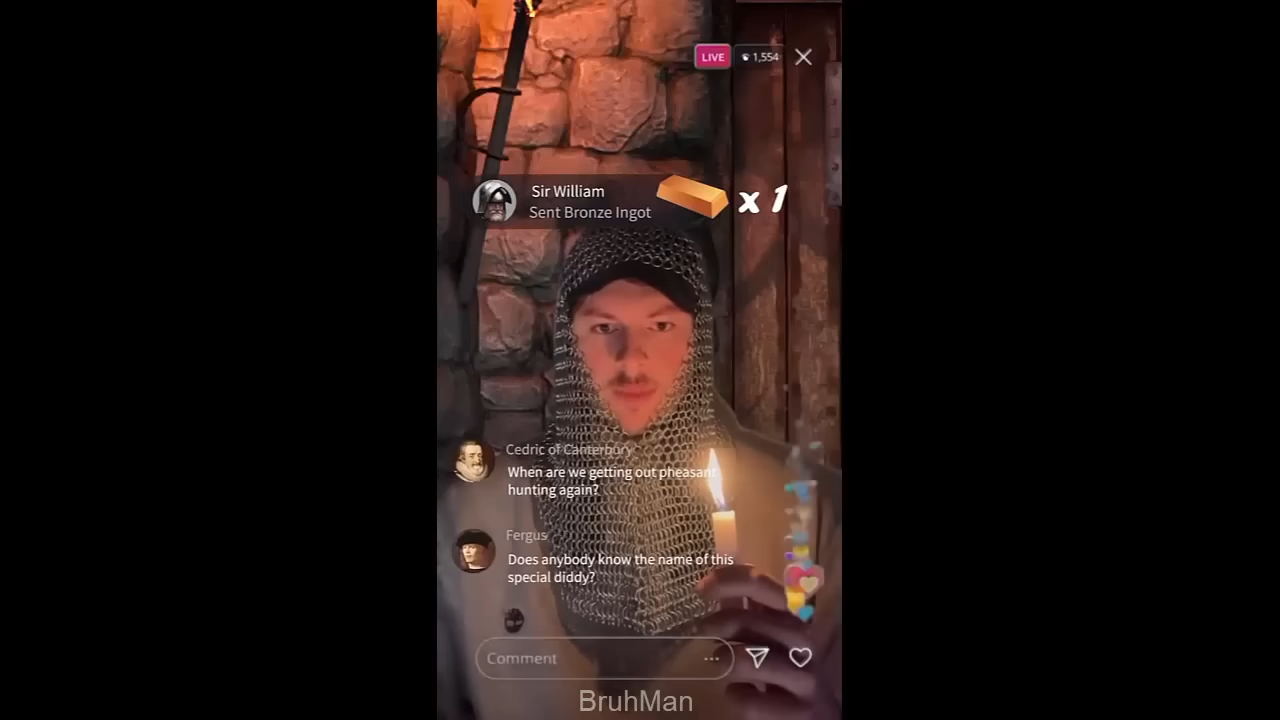 LIVE 1,554
Sir William
Sent Bronze Ingot x 1
Cedric of Canterbury
When are we getting out pheasant
hunting again?
Fergus
Does anybody know the name of this
special diddy?
Comment
BruhMan